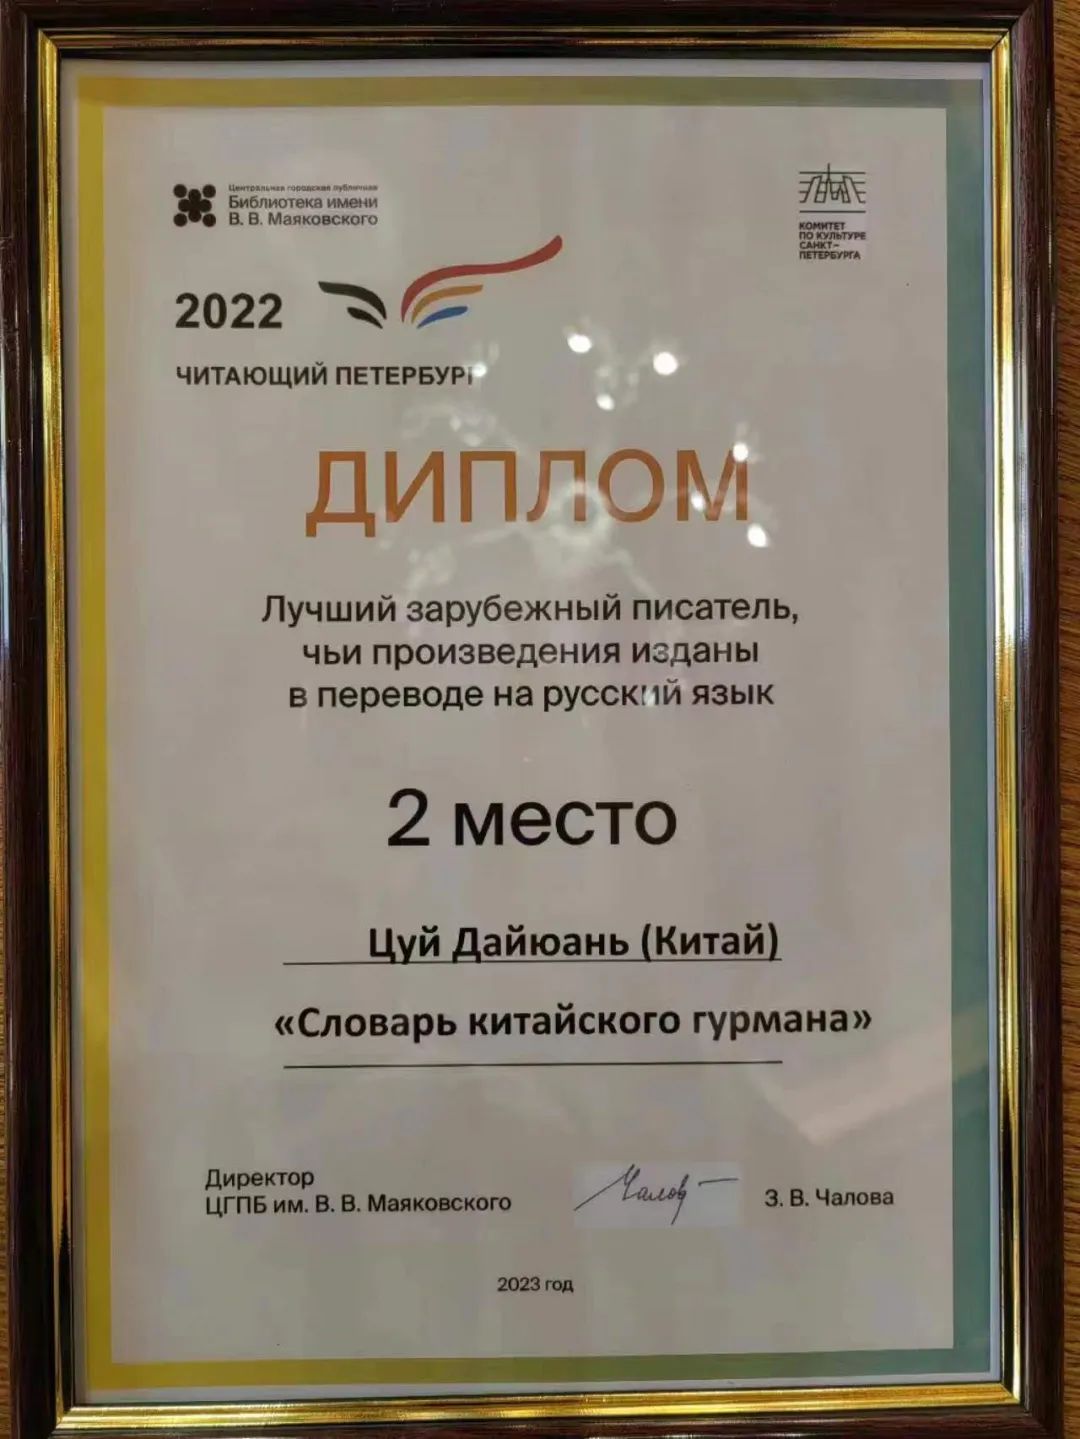 Центральная городская публичная
Библиотека имени
В. В. Маяковского
КОМИТЕТ
ПО КУЛЬТУРЕ
САНКТ-
ПЕТЕРБУРГА
2022
ЧИТАЮЩИЙ ПЕТЕРБУРГ
ДИПЛОМ
Лучший зарубежный писатель,
чьи произведения изданы
в переводе на русский язык
2 место
Цуй Дайюань (Китай)
«Словарь китайского гурмана»
Директор
ЦГПБ им. В. В. Маяковского
Чалов
З. В. Чалова
2023 год